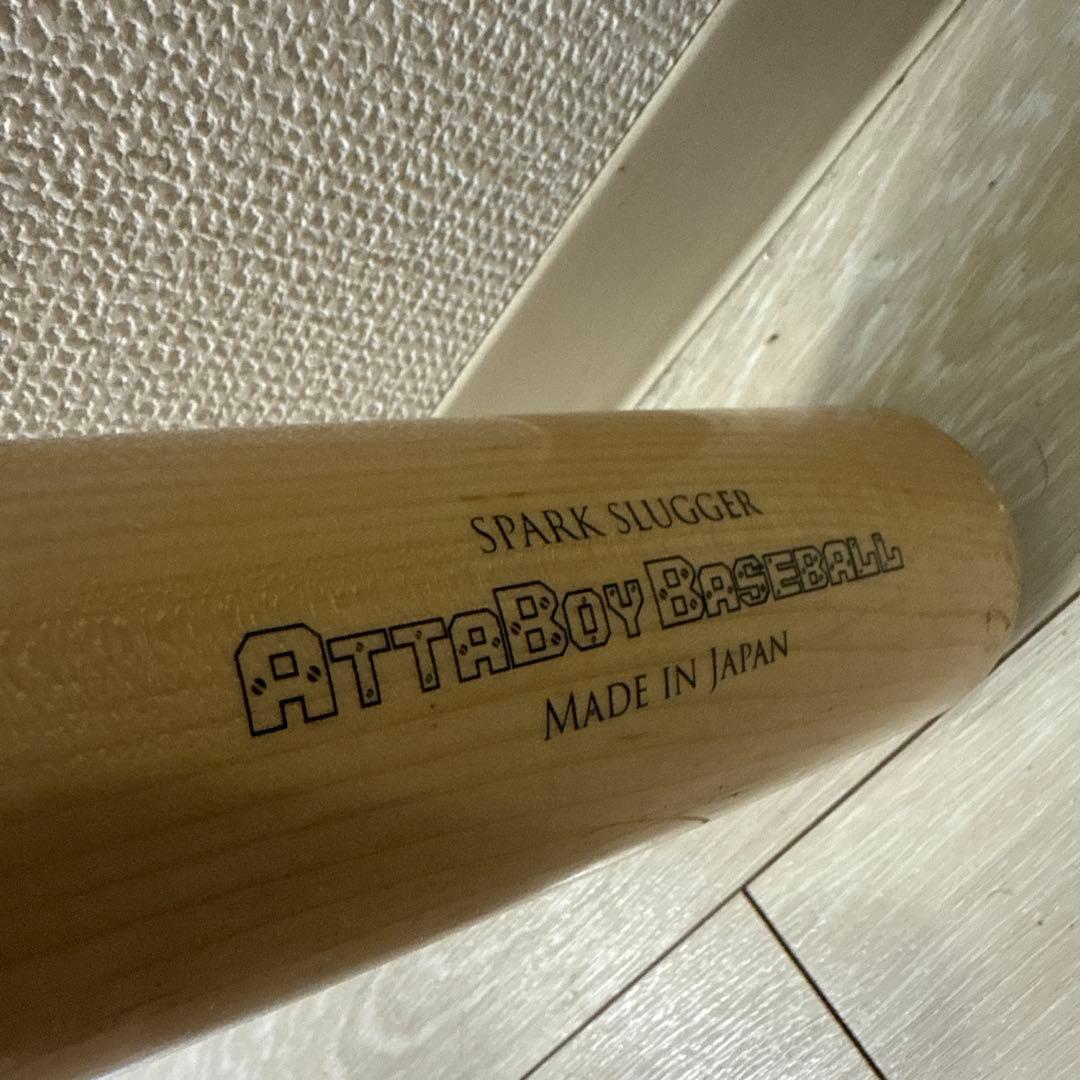 SPARK SLUGGER
ATTABOY BASEBALL
MADE IN JAPAN